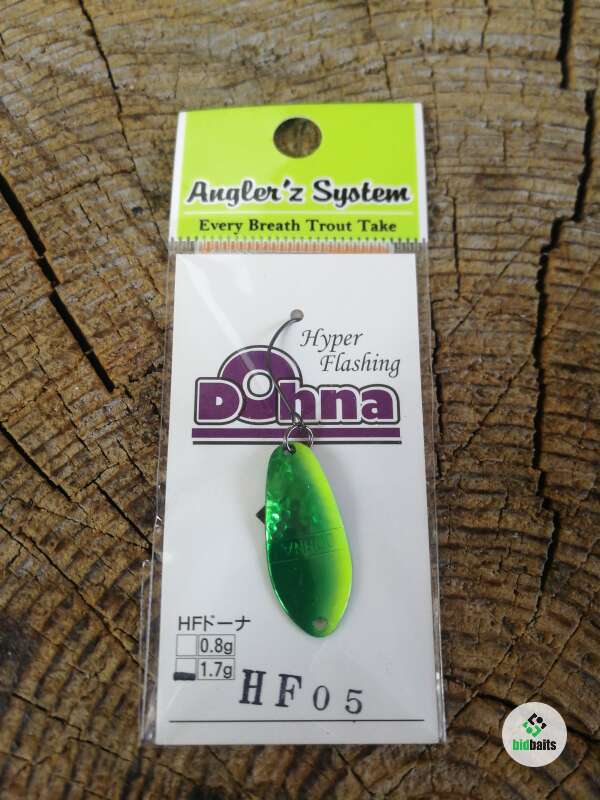 Angler'z System
Every Breath Trout Take
Hyper
Flashing
Dohna
DOHNA
HFドーナ
0.8g
1.7g
HF05
bidbaits